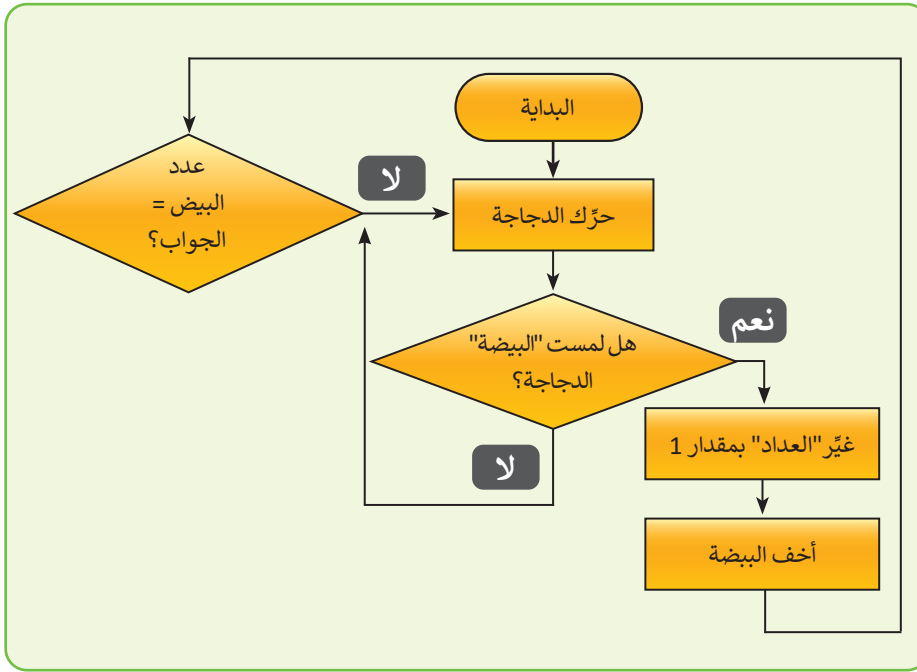 البداية
عدد
البيض =
الجواب؟
لا
حرِّك الدجاجة
هل لمست "البيضة"
الدجاجة؟
نعم
لا
غيِّر"العداد" بمقدار 1
أخف البيضة